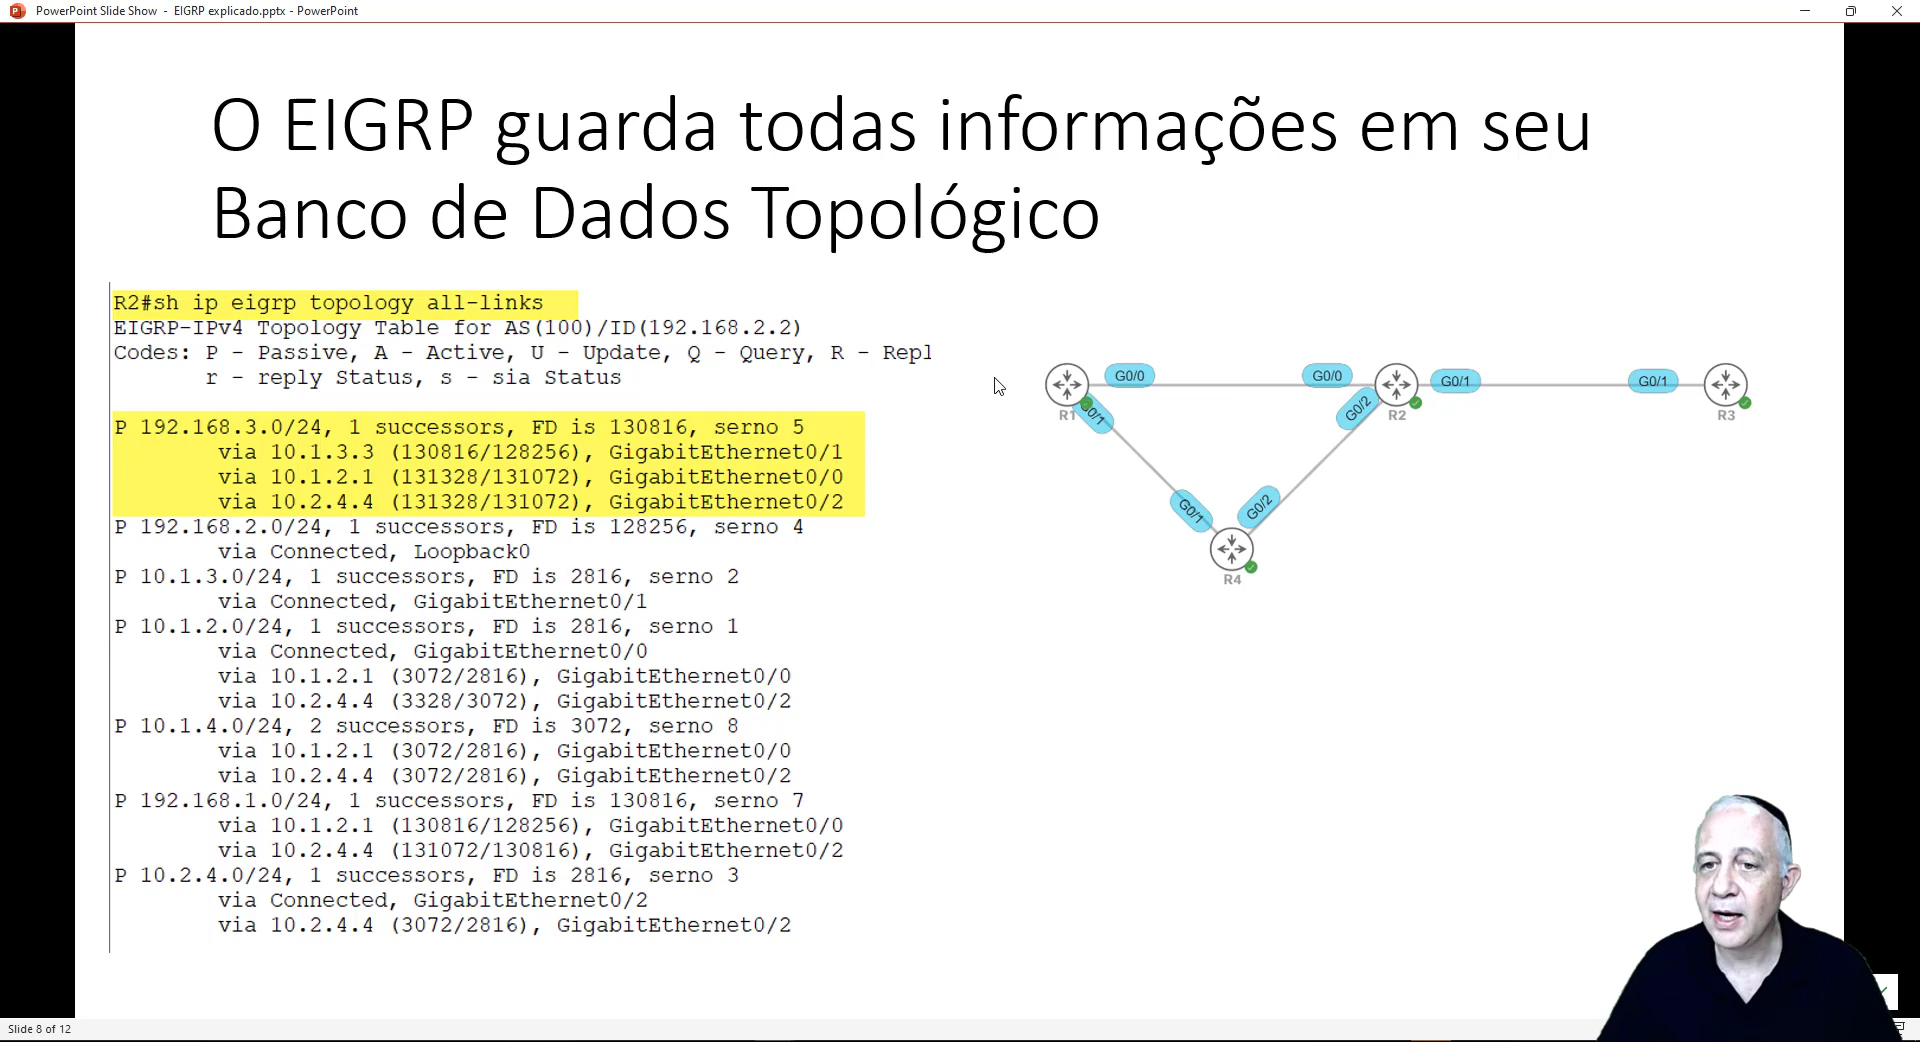 PowerPoint Slide Show - EIGRP explicado.pptx - PowerPoint
O EIGRP guarda todas informações em seu
Banco de Dados Topológico
R2#sh ip eigrp topology all-links
EIGRP-IPv4 Topology Table for AS(100)/ID(192.168.2.2)
Codes: P - Passive, A - Active, U - Update, Q - Query, R - Repl
r - reply Status, s - sia Status
P 192.168.3.0/24, 1 successors, FD is 130816, serno 5
via 10.1.3.3 (130816/128256), GigabitEthernet0/1
via 10.1.2.1 (131328/131072), GigabitEthernet0/0
via 10.2.4.4 (131328/131072), GigabitEthernet0/2
P 192.168.2.0/24, 1 successors, FD is 128256, serno 4
via Connected, Loopback0
P 10.1.3.0/24, 1 successors, FD is 2816, serno 2
via Connected, GigabitEthernet0/1
P 10.1.2.0/24, 1 successors, FD is 2816, serno 1
via Connected, GigabitEthernet0/0
via 10.1.2.1 (3072/2816), GigabitEthernet0/0
via 10.2.4.4 (3328/3072), GigabitEthernet0/2
P 10.1.4.0/24, 2 successors, FD is 3072, serno 8
via 10.1.2.1 (3072/2816), GigabitEthernet0/0
via 10.2.4.4 (3072/2816), GigabitEthernet0/2
P 192.168.1.0/24, 1 successors, FD is 130816, serno 7
via 10.1.2.1 (130816/128256), GigabitEthernet0/0
via 10.2.4.4 (131072/130816), GigabitEthernet0/2
P 10.2.4.0/24, 1 successors, FD is 2816, serno 3
via Connected, GigabitEthernet0/2
via 10.2.4.4 (3072/2816), GigabitEthernet0/2
G0/0 G0/0 G0/1 G0/1
R1 G0/1 G0/2 R2 R3
G0/1 G0/2
R4
Slide 8 of 12